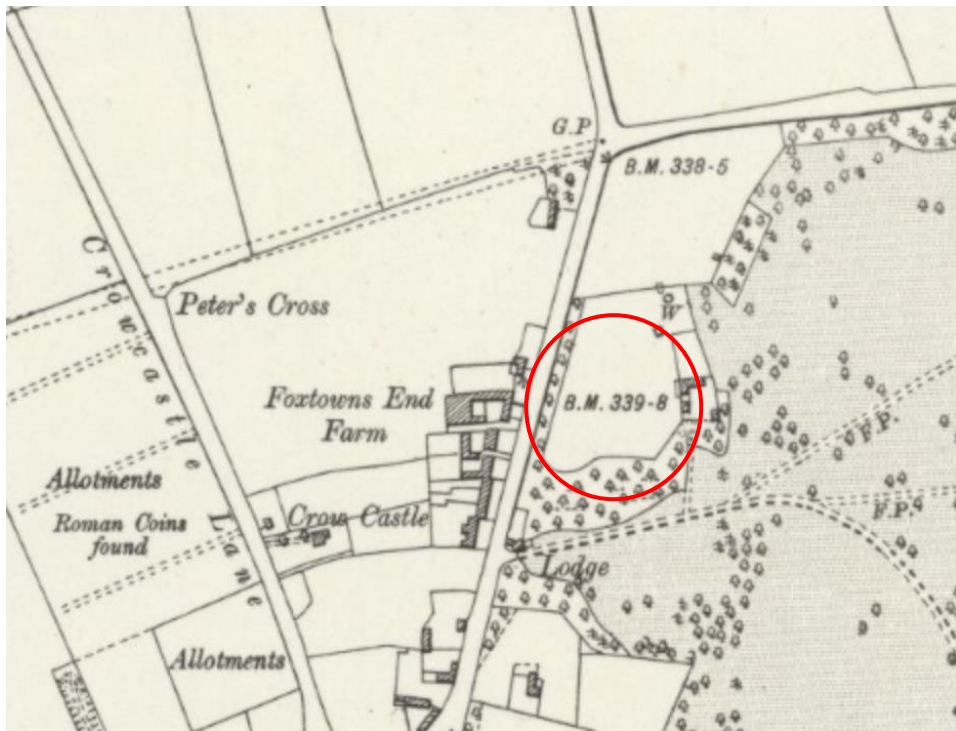 G.P
B.M. 338·5
Crowcastle Lane
Peter's Cross
W
Foxtowns End
Farm
B.M. 339·8
F.P.
Allotments
Roman Coins
found
Crow Castle
F.P.
Lodge
Allotments